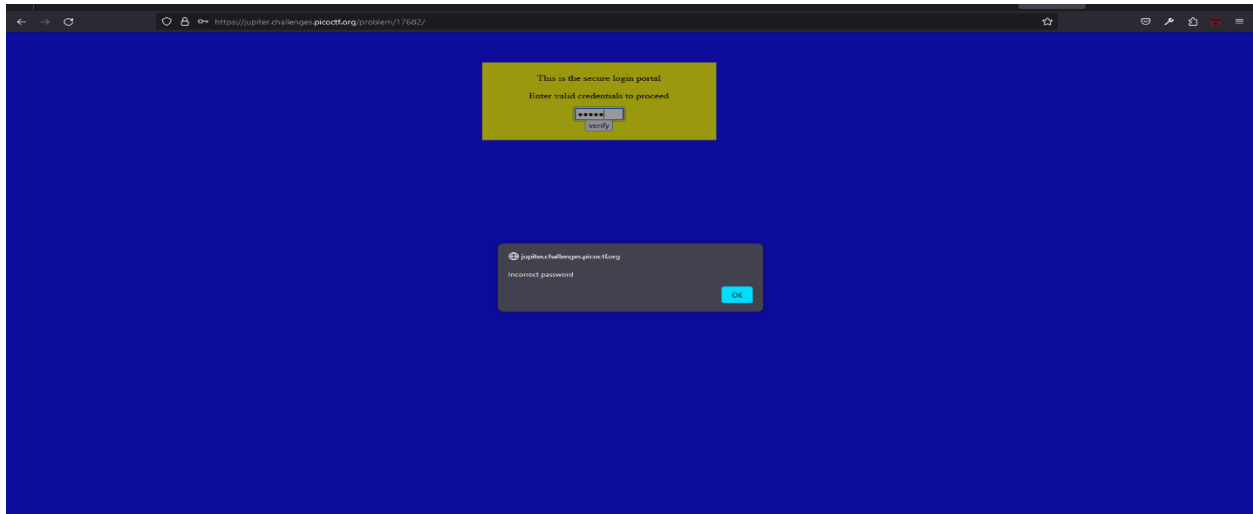 https://jupiter.challenges.picoctf.org/problem/17682/
This is the secure login portal
Enter valid credentials to proceed
verify
jupiter.challenges.picoctf.org
Incorrect password
OK